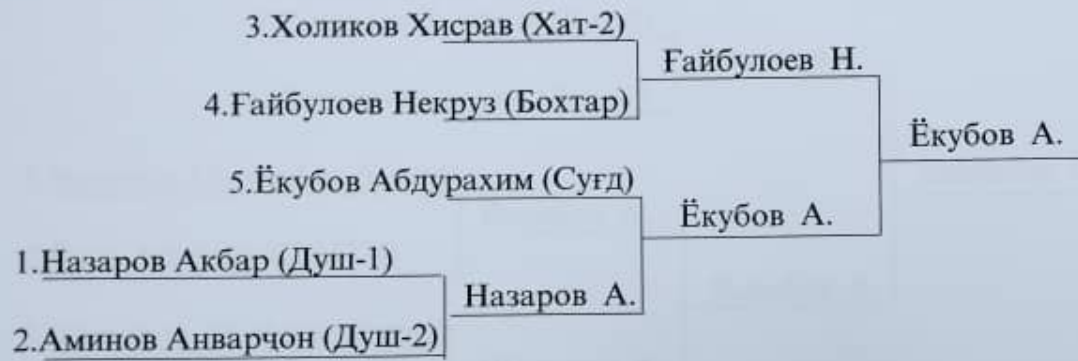 3.Холиков Хисрав (Хат-2)
Ғайбулоев Н.
4.Ғайбулоев Некруз (Бохтар)
Ёкубов А.
5.Ёкубов Абдурахим (Суғд)
Ёкубов А.
1.Назаров Акбар (Душ-1)
Назаров А.
2.Аминов Анварҷон (Душ-2)